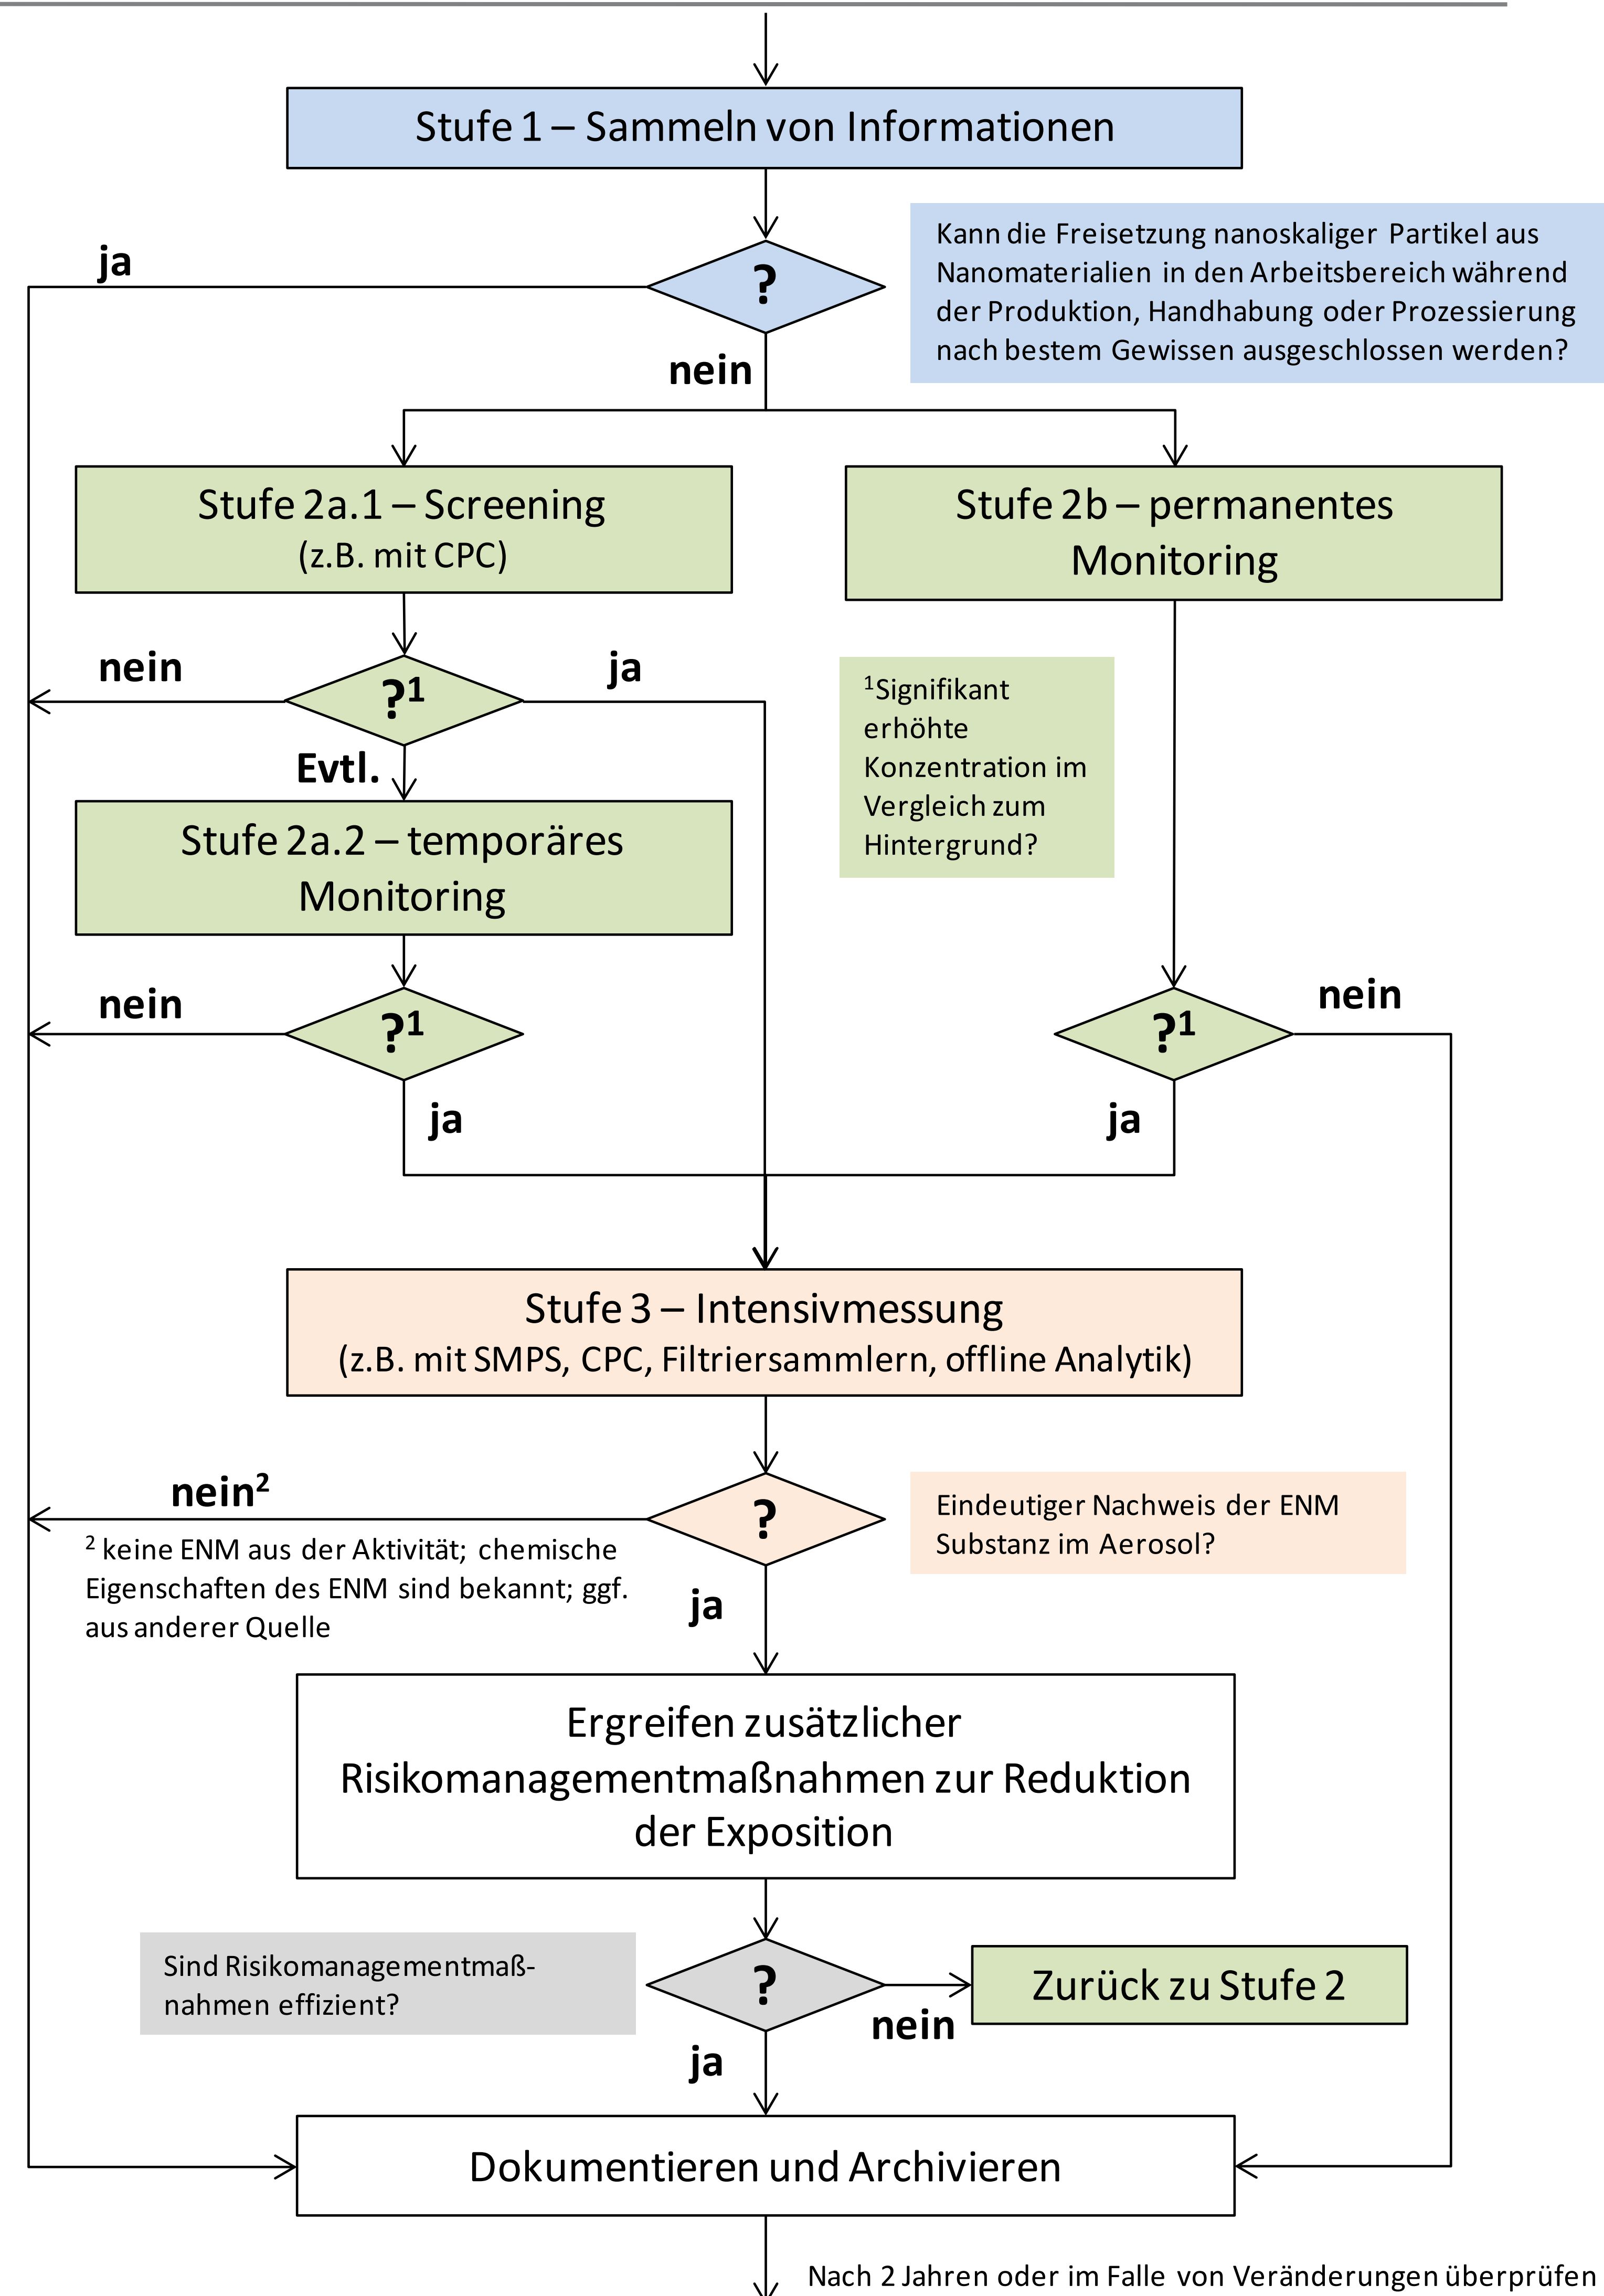 Stufe 1 – Sammeln von Informationen
Kann die Freisetzung nanoskaliger Partikel aus
Nanomaterialien in den Arbeitsbereich während
der Produktion, Handhabung oder Prozessierung
nach bestem Gewissen ausgeschlossen werden?
ja
?
nein
Stufe 2a.1 – Screening
(z.B. mit CPC)
Stufe 2b – permanentes
Monitoring
nein
?¹
ja
Evtl.
¹Signifikant
erhöhte
Konzentration im
Vergleich zum
Hintergrund?
Stufe 2a.2 – temporäres
Monitoring
nein
?¹
ja
?¹
nein
ja
Stufe 3 – Intensivmessung
(z.B. mit SMPS, CPC, Filtriersammlern, offline Analytik)
nein²
?
Eindeutiger Nachweis der ENM
Substanz im Aerosol?
² keine ENM aus der Aktivität; chemische
Eigenschaften des ENM sind bekannt; ggf.
aus anderer Quelle
ja
Ergreifen zusätzlicher
Risikomanagementmaßnahmen zur Reduktion
der Exposition
Sind Risikomanagementmaß-
nahmen effizient?
?
nein
Zurück zu Stufe 2
ja
Dokumentieren und Archivieren
Nach 2 Jahren oder im Falle von Veränderungen überprüfen